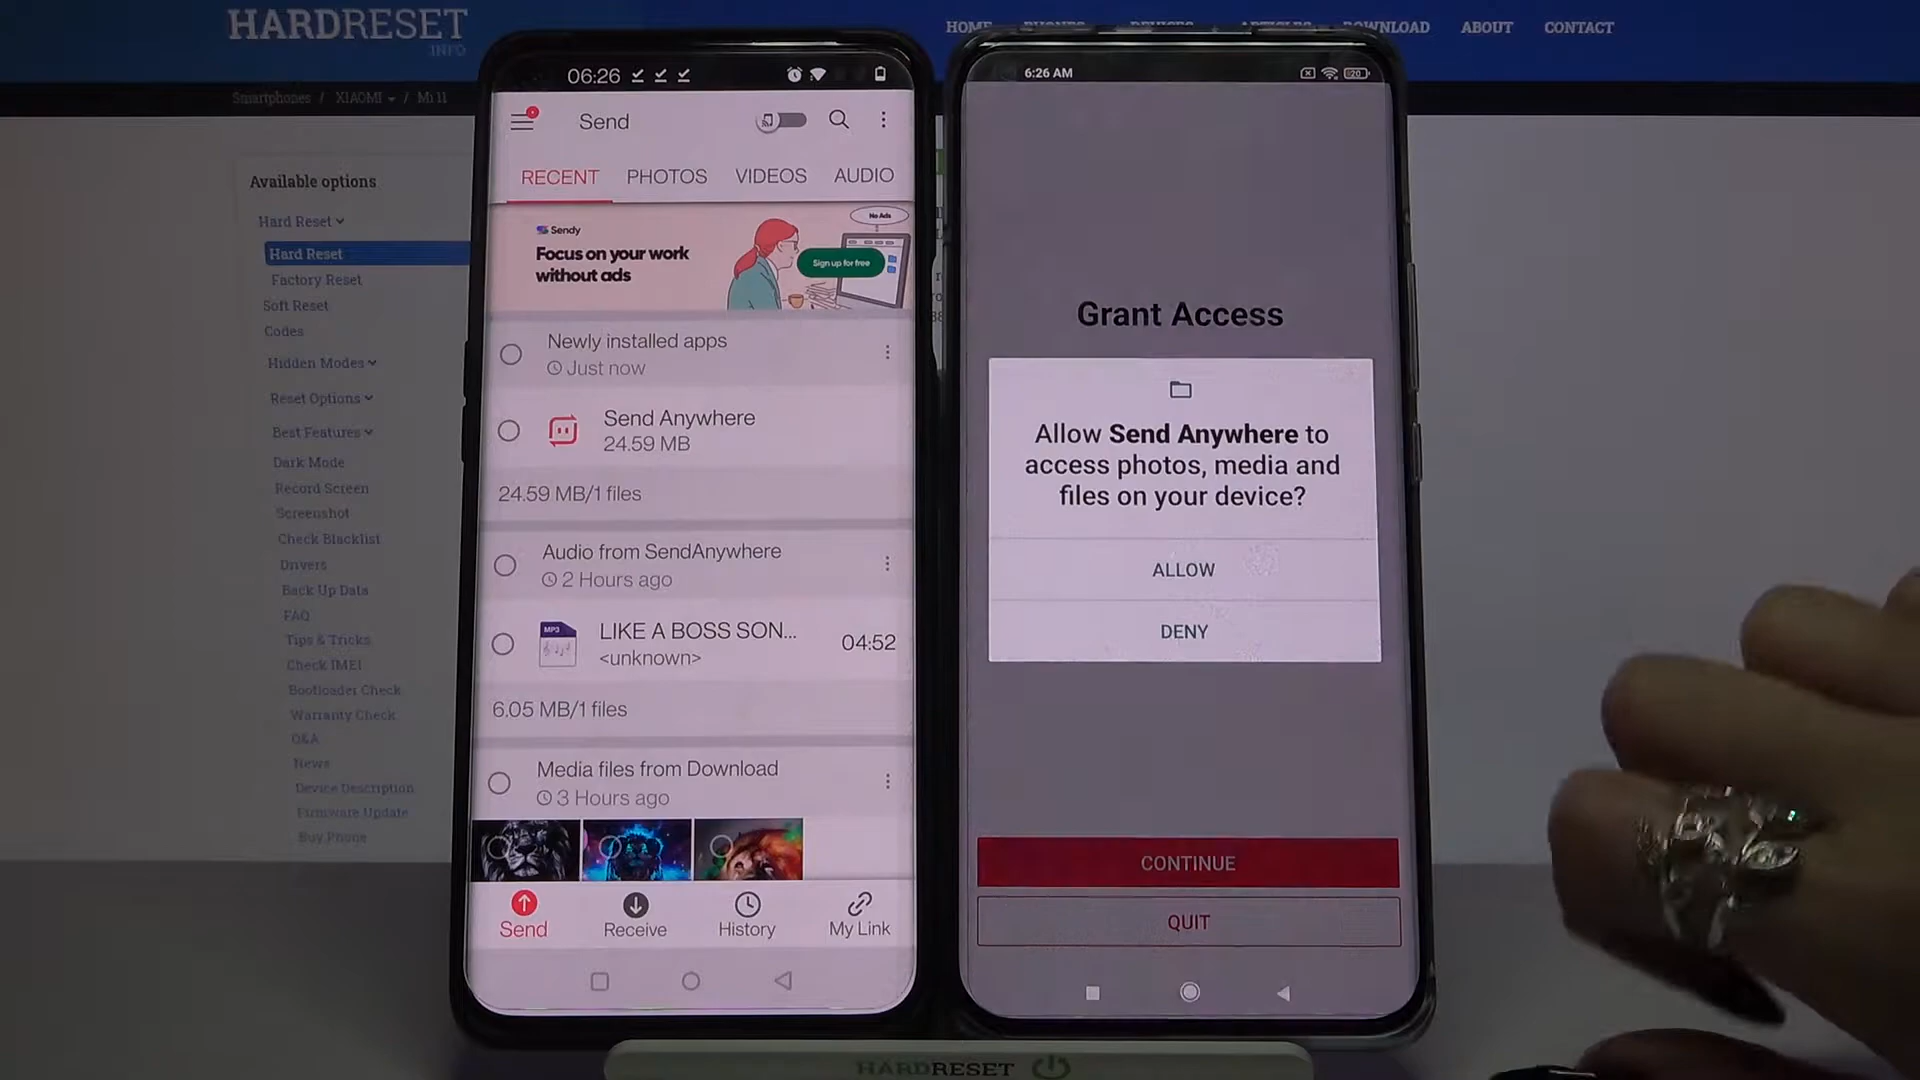 HARDRESET
.INFO
HOME
DOWNLOAD
ABOUT
CONTACT
Smartphones / XIAOMI / Mi 11
Available options
Hard Reset
Hard Reset
Factory Reset
Soft Reset
Codes
Hidden Modes
Reset Options
Best Features
Dark Mode
Record Screen
Screenshot
Check Blacklist
Drivers
Back Up Data
FAQ
Tips & Tricks
Check IMEI
Bootloader Check
Warranty Check
Q&A
News
Device Description
Firmware Update
Buy Phone
06:26
Send
RECENT PHOTOS VIDEOS AUDIO
Sendy
Focus on your work
without ads
No Ads
Sign up for free
Newly installed apps
Just now
Send Anywhere
24.59 MB
24.59 MB/1 files
Audio from SendAnywhere
2 Hours ago
MP3
LIKE A BOSS SON...
<unknown>
04:52
6.05 MB/1 files
Media files from Download
3 Hours ago
Send Receive History My Link
6:26 AM
20
Grant Access
Allow Send Anywhere to
access photos, media and
files on your device?
ALLOW
DENY
CONTINUE
QUIT
HARDRESET